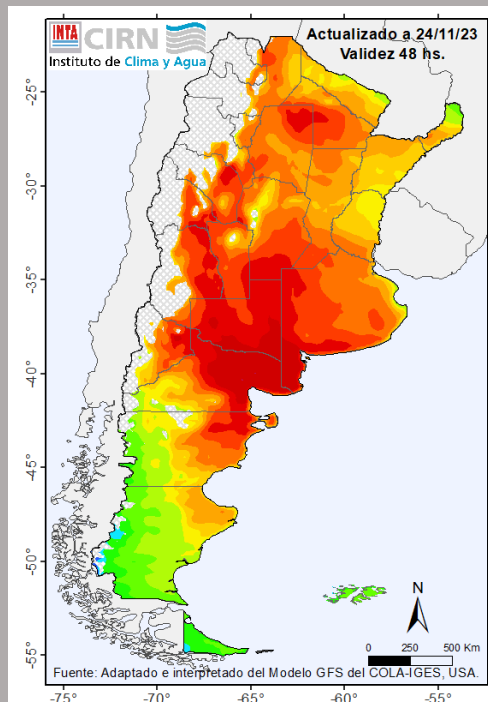 INTA CIRN
Instituto de Clima y Agua
Actualizado a 24/11/23
Validez 48 hs.
-25°
-30°
-35°
-40°
-45°
-50°
-55°
N
0 250 500 Km
Fuente: Adaptado e interpretado del Modelo GFS del COLA-IGES, USA.
-75° -70° -65° -60° -55°